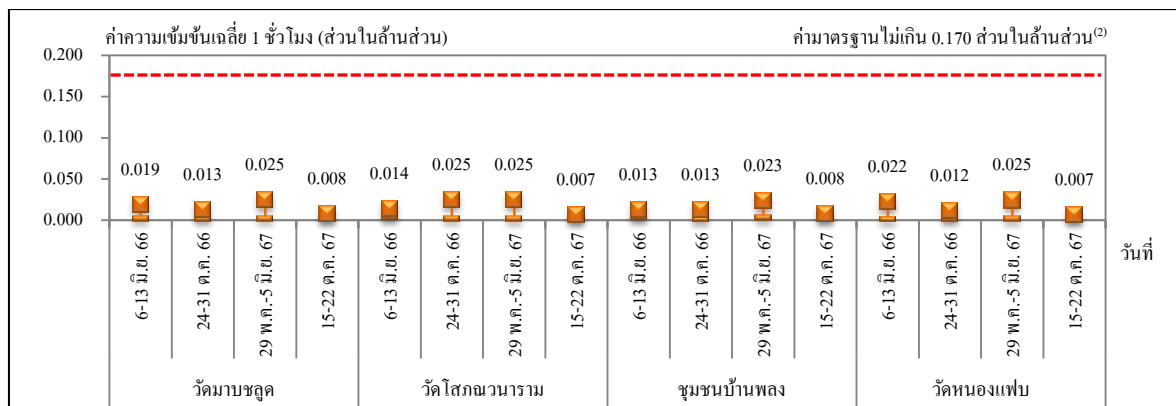 ค่าความเข้มข้นเฉลี่ย 1 ชั่วโมง (ส่วนในล้านส่วน)
ค่ามาตรฐานไม่เกิน 0.170 ส่วนในล้านส่วน(2)
0.200
0.150
0.100
0.050
0.000
0.019 0.013 0.025 0.008 0.014 0.025 0.025 0.007 0.013 0.013 0.023 0.008 0.022 0.012 0.025 0.007
6-13 มิ.ย. 66
24-31 ต.ค. 66
29 พ.ค.-5 มิ.ย. 67
15-22 ต.ค. 67
6-13 มิ.ย. 66
24-31 ต.ค. 66
29 พ.ค.-5 มิ.ย. 67
15-22 ต.ค. 67
6-13 มิ.ย. 66
24-31 ต.ค. 66
29 พ.ค.-5 มิ.ย. 67
15-22 ต.ค. 67
6-13 มิ.ย. 66
24-31 ต.ค. 66
29 พ.ค.-5 มิ.ย. 67
15-22 ต.ค. 67
วันที่
วัดมาบชลูด วัดโสภณวนาราม ชุมชนบ้านพลง วัดหนองแฟบ